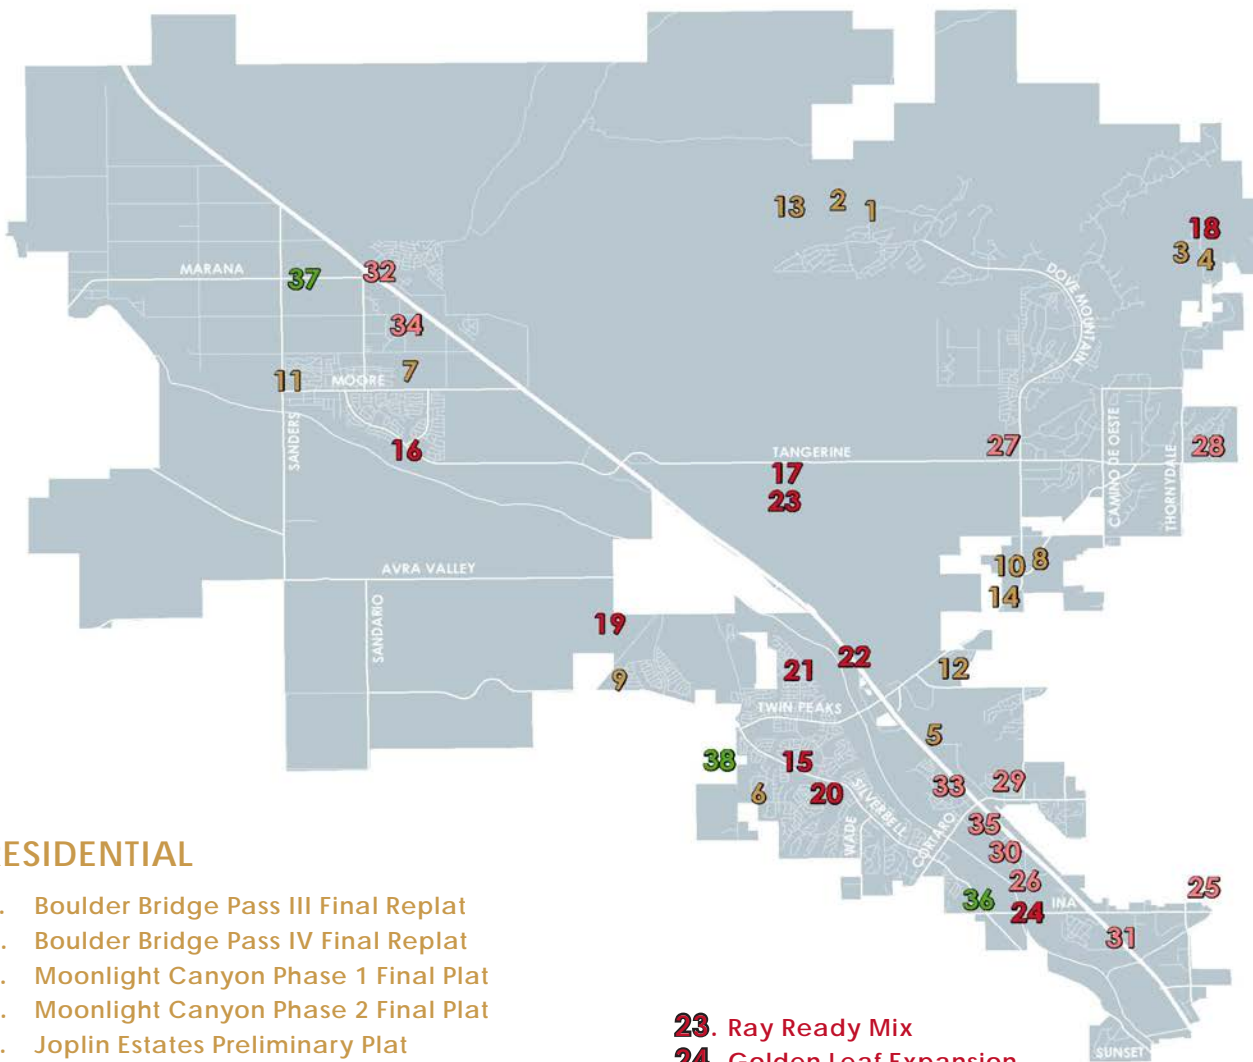 13 2 1
18
3 4
MARANA
37
32
DOVE MOUNTAIN
34
7
11
MOORE
SANDERS
16
TANGERINE
27
CAMINO DE OESTE
THORNYDALE
28
17
23
10 8
14
AVRA VALLEY
SANDARIO
19
9
21
22
12
TWIN PEAKS
5
38
15
6
20
SILVERBELL
WADE
33
29
CORTARO
35
30
26
36
24
INA
25
31
SUNSET
ESIDENTIAL
. Boulder Bridge Pass III Final Replat
. Boulder Bridge Pass IV Final Replat
. Moonlight Canyon Phase 1 Final Plat
. Moonlight Canyon Phase 2 Final Plat
. Joplin Estates Preliminary Plat
23. Ray Ready Mix
24. Golden Leaf Expansion